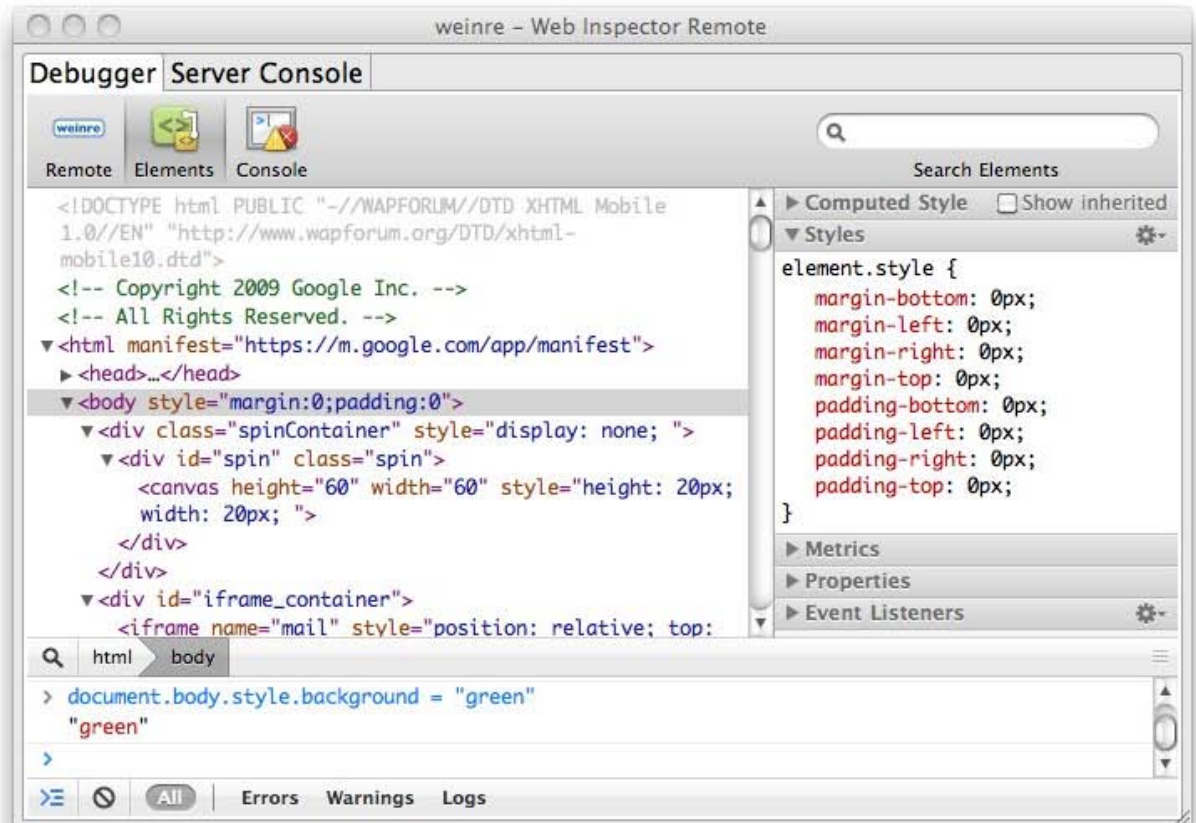 weinre – Web Inspector Remote
Debugger Server Console
weinre
Remote Elements Console
Search Elements
<!DOCTYPE html PUBLIC "-//WAPFORUM//DTD XHTML Mobile
1.0//EN" "http://www.wapforum.org/DTD/xhtml-
mobile10.dtd">
<!-- Copyright 2009 Google Inc. -->
<!-- All Rights Reserved. -->
<html manifest="https://m.google.com/app/manifest">
<head>…</head>
<body style="margin:0;padding:0">
<div class="spinContainer" style="display: none; ">
<div id="spin" class="spin">
<canvas height="60" width="60" style="height: 20px;
width: 20px; ">
</div>
</div>
<div id="iframe_container">
<iframe name="mail" style="position: relative; top:
Computed Style Show inherited
Styles
element.style {
margin-bottom: 0px;
margin-left: 0px;
margin-right: 0px;
margin-top: 0px;
padding-bottom: 0px;
padding-left: 0px;
padding-right: 0px;
padding-top: 0px;
}
Metrics
Properties
Event Listeners
html body
> document.body.style.background = "green"
"green"
>
All Errors Warnings Logs